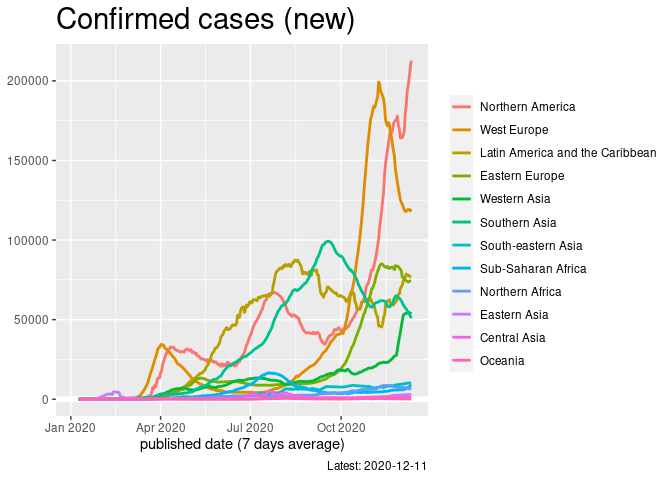 Confirmed cases (new)
200000
150000
100000
50000
0
Jan 2020
Apr 2020
Jul 2020
Oct 2020
published date (7 days average)
Northern America
West Europe
Latin America and the Caribbean
Eastern Europe
Western Asia
Southern Asia
South-eastern Asia
Sub-Saharan Africa
Northern Africa
Eastern Asia
Central Asia
Oceania
Latest: 2020-12-11